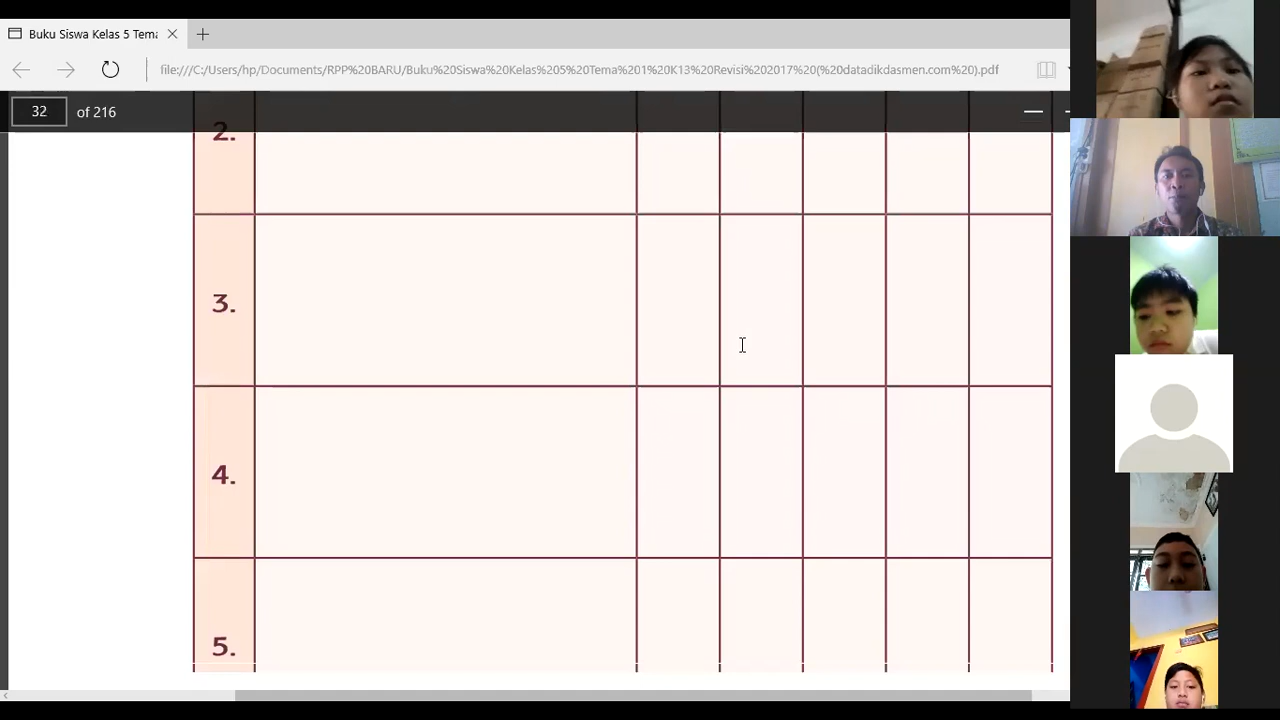 Buku Siswa Kelas 5 Tema
file:///C:/Users/hp/Documents/RPP%20BARU/Buku%20Siswa%20Kelas%205%20Tema%201%20K13%20Revisi%202017%20(%20datadikdasmen.com%20).pdf
32 of 216
2.
3.
4.
5.